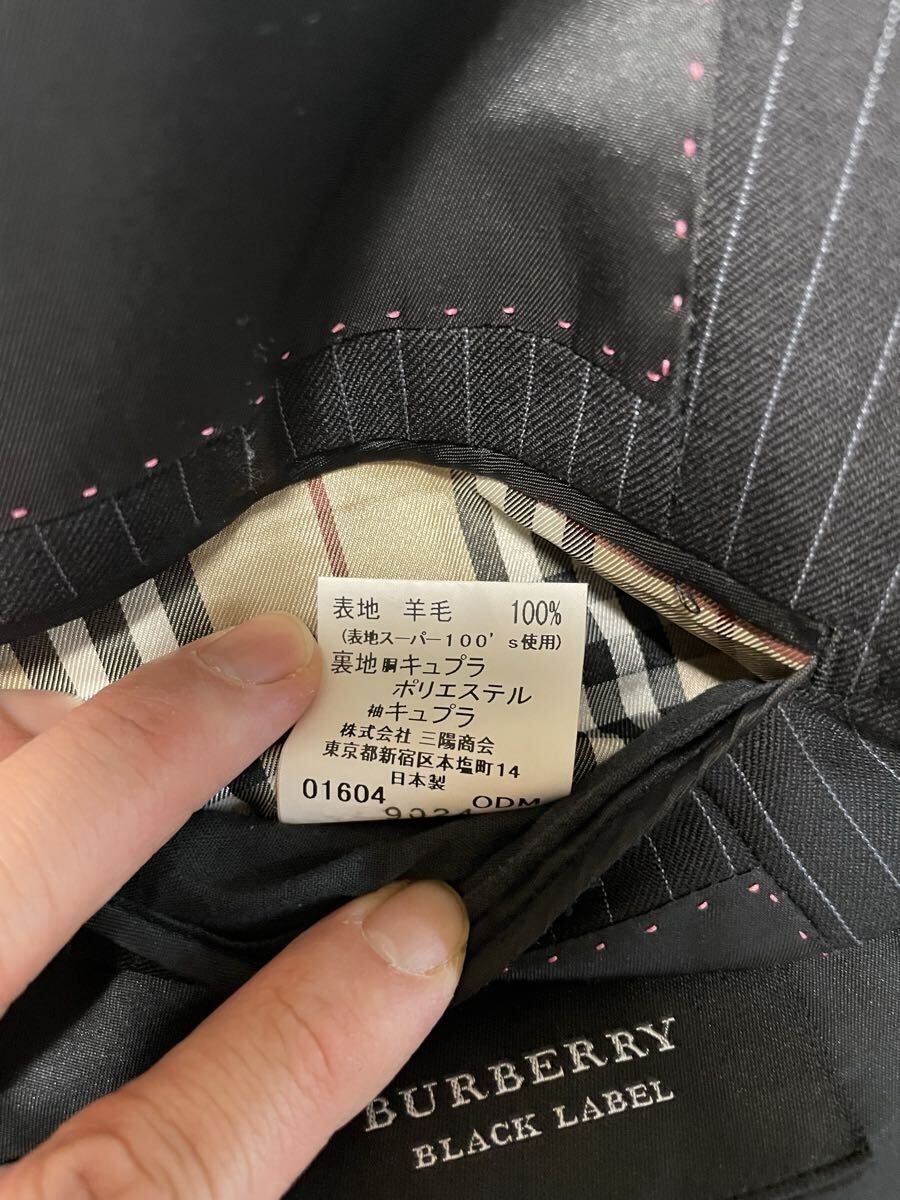 表地 羊毛 100%
(表地スーパー100's使用)
裏地 胴キュプラ
ポリエステル
袖キュプラ
株式会社 三陽商会
東京都新宿区本塩町14
日本製
01604 ODM
BURBERRY
BLACK LABEL